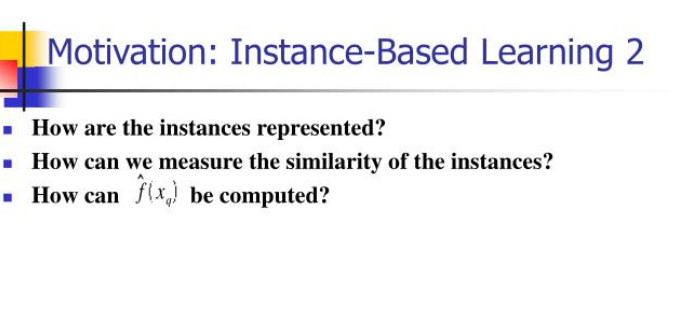 Motivation: Instance-Based Learning 2
How are the instances represented?
How can we measure the similarity of the instances?
How can f̂(x_q) be computed?